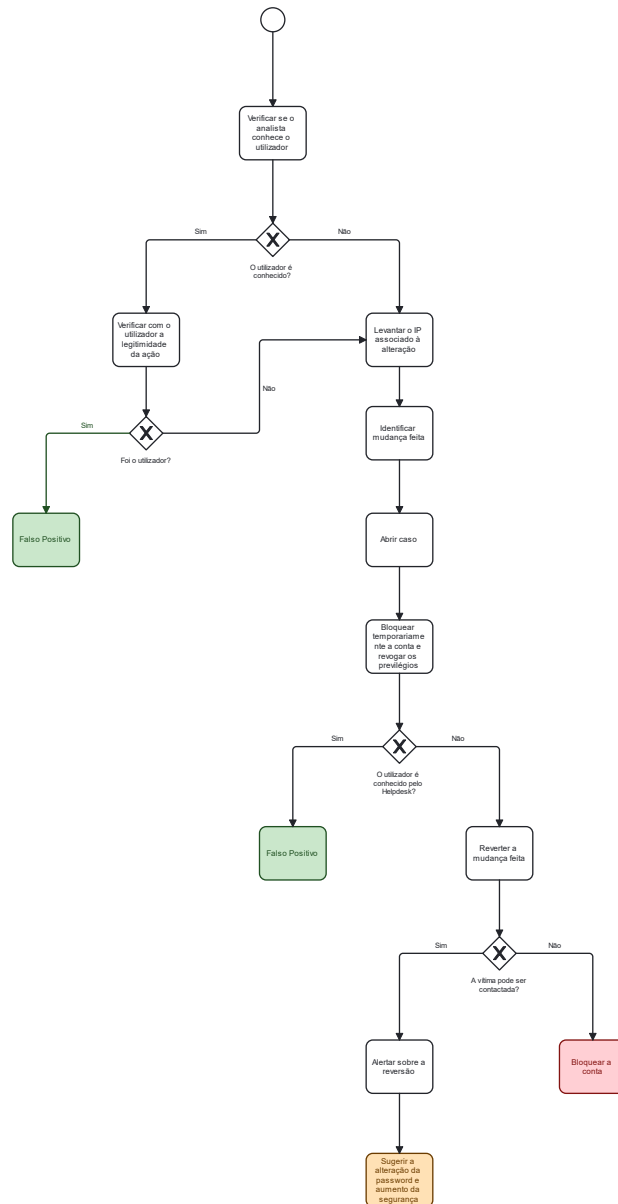 Verificar se o
analista
conhece o
utilizador
Sim
Não
O utilizador é
conhecido?
Verificar com o
utilizador a
legitimidade
da ação
Levantar o IP
associado à
alteração
Não
Sim
Foi o utilizador?
Identificar
mudança feita
Falso Positivo
Abrir caso
Bloquear
temporariame
nte a conta e
revogar os
previlégios
Sim
Não
O utilizador é
conhecido pelo
Helpdesk?
Falso Positivo
Reverter a
mudança feita
Sim
Não
A vítima pode ser
contactada?
Alertar sobre a
reversão
Bloquear a
conta
Sugerir a
alteração da
password e
aumento da
segurança